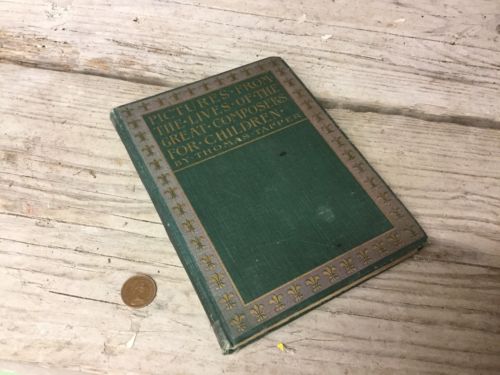 PICTURES · FROM
THE · LIVES · OF · THE
GREAT · COMPOSERS
FOR · CHILDREN ·
BY · THOMAS · TAPPER